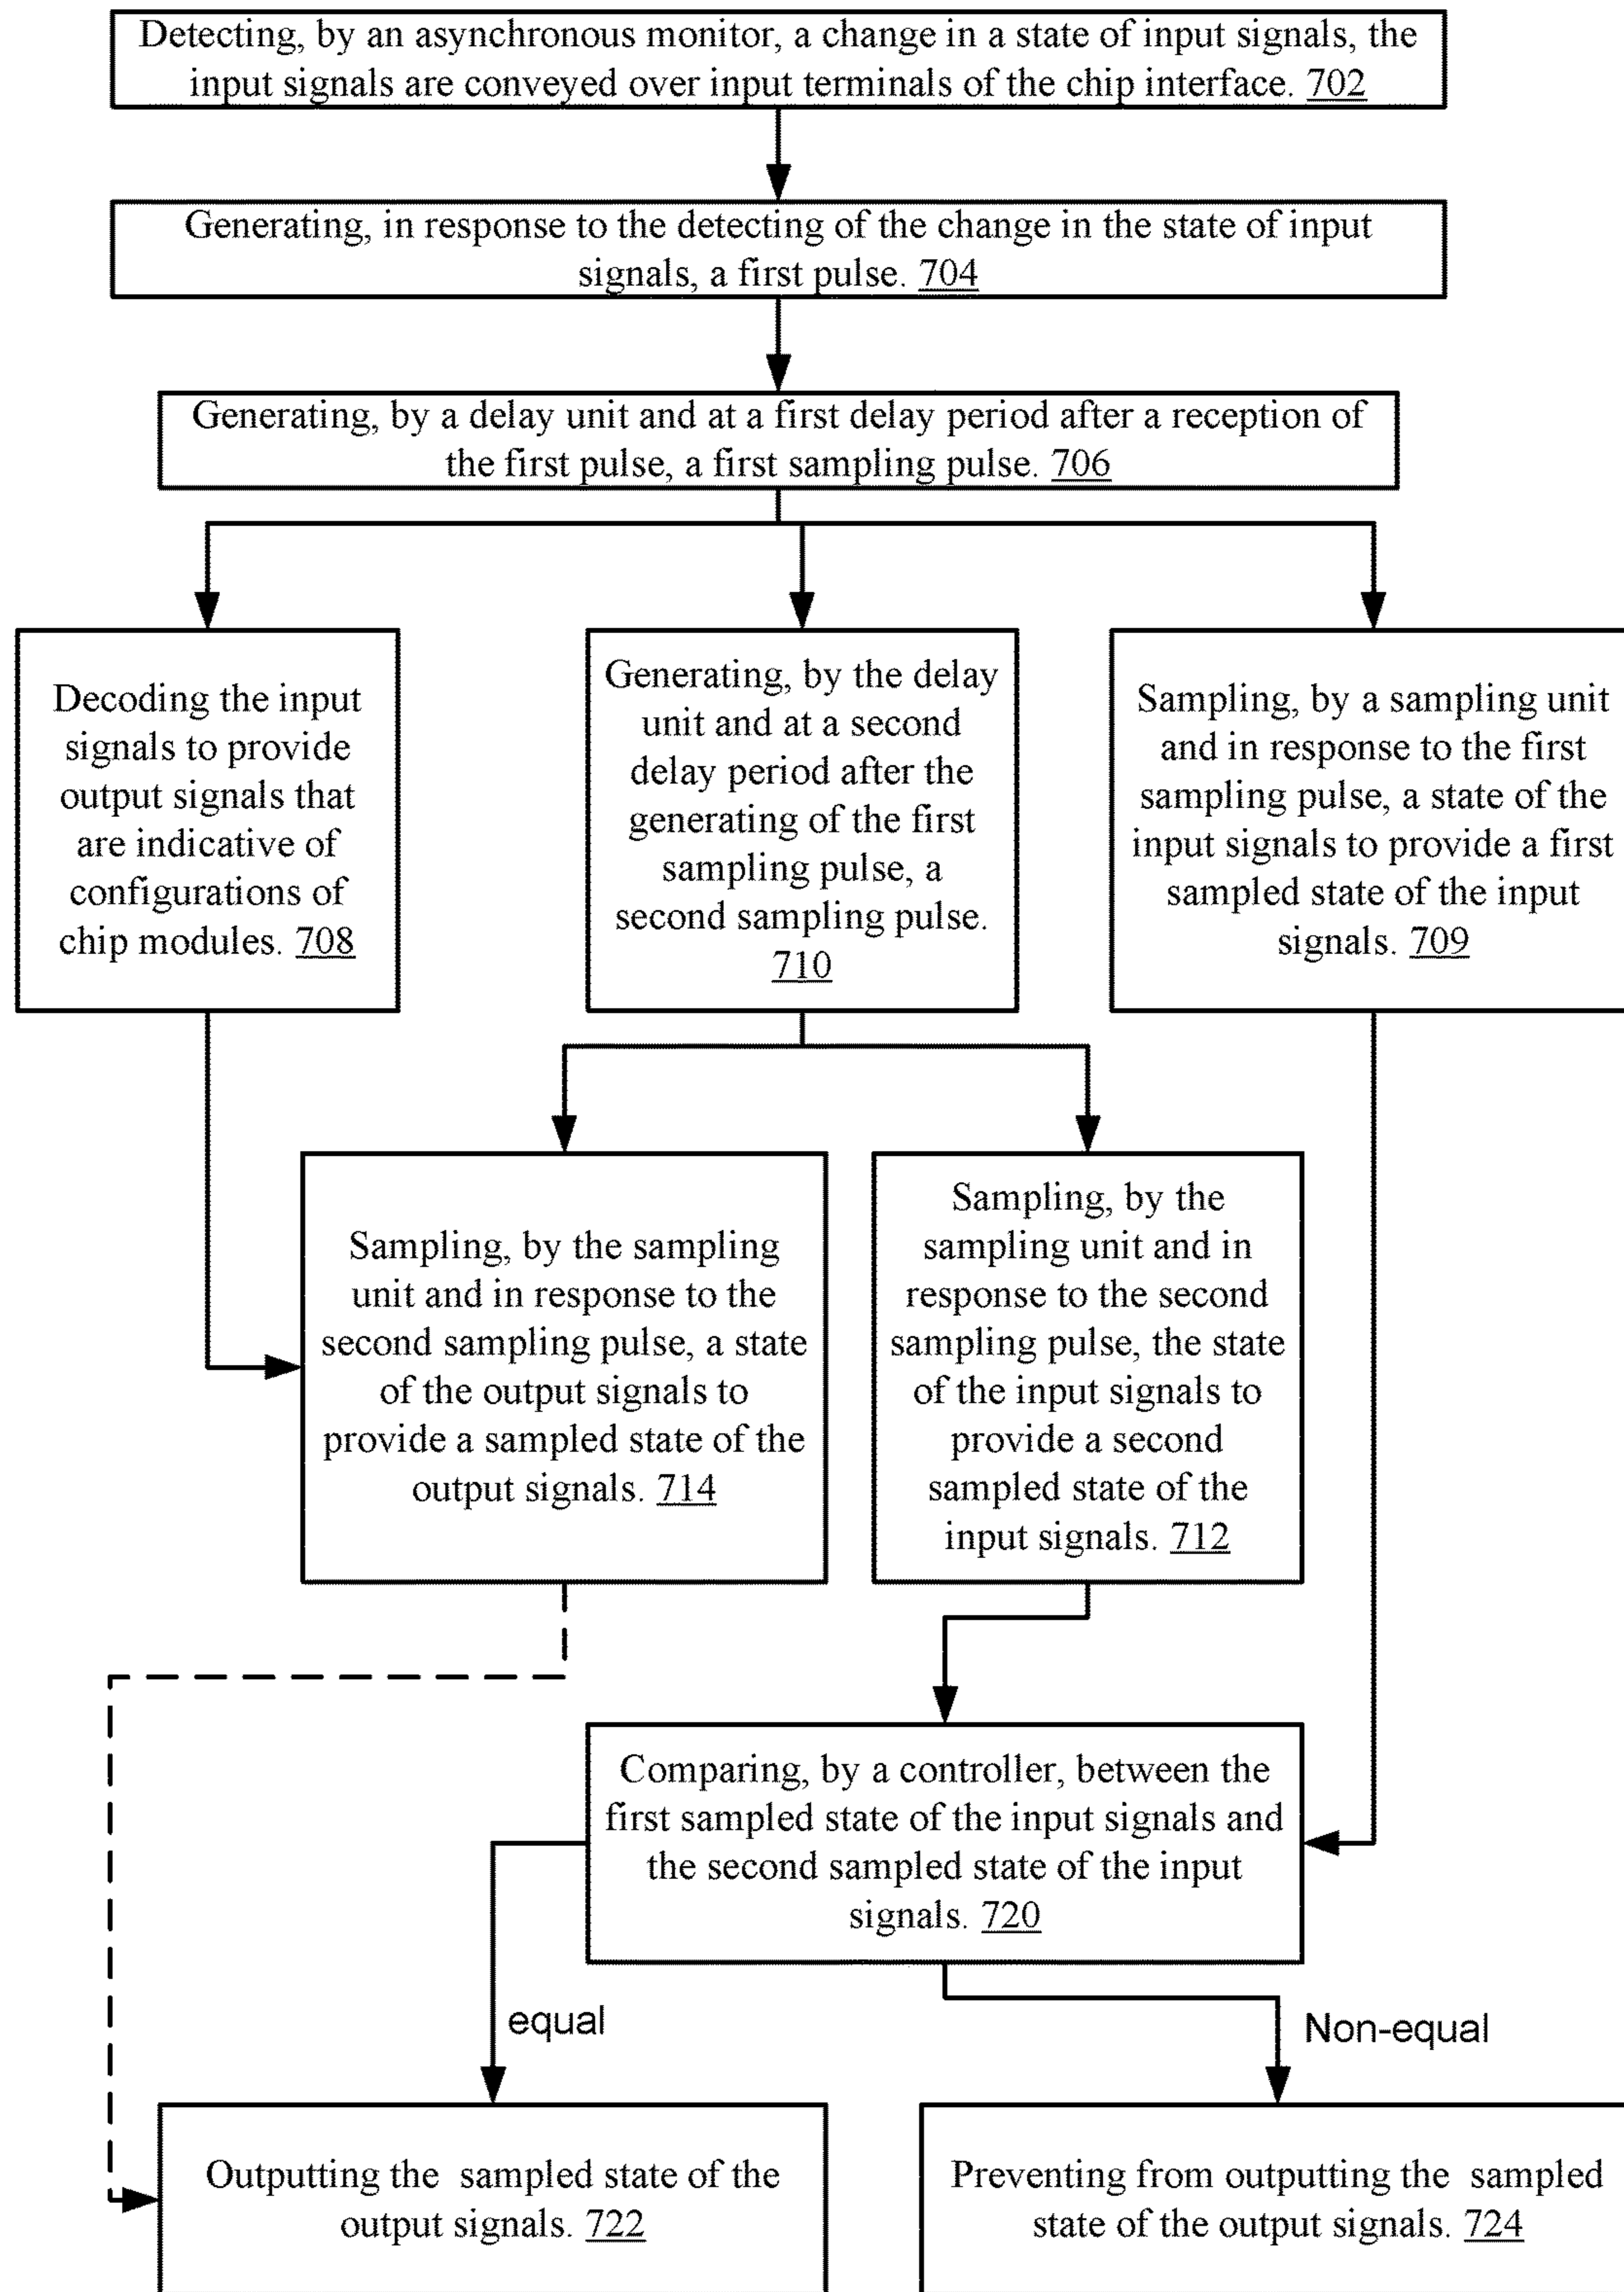 Detecting, by an asynchronous monitor, a change in a state of input signals, the
input signals are conveyed over input terminals of the chip interface. 702
Generating, in response to the detecting of the change in the state of input
signals, a first pulse. 704
Generating, by a delay unit and at a first delay period after a reception of
the first pulse, a first sampling pulse. 706
Decoding the input
signals to provide
output signals that
are indicative of
configurations of
chip modules. 708
Generating, by the delay
unit and at a second
delay period after the
generating of the first
sampling pulse, a
second sampling pulse.
710
Sampling, by a sampling unit
and in response to the first
sampling pulse, a state of the
input signals to provide a first
sampled state of the input
signals. 709
Sampling, by the sampling
unit and in response to the
second sampling pulse, a state
of the output signals to
provide a sampled state of the
output signals. 714
Sampling, by the
sampling unit and in
response to the second
sampling pulse, the state
of the input signals to
provide a second
sampled state of the
input signals. 712
Comparing, by a controller, between the
first sampled state of the input signals and
the second sampled state of the input
signals. 720
equal
Non-equal
Outputting the sampled state of the
output signals. 722
Preventing from outputting the sampled
state of the output signals. 724